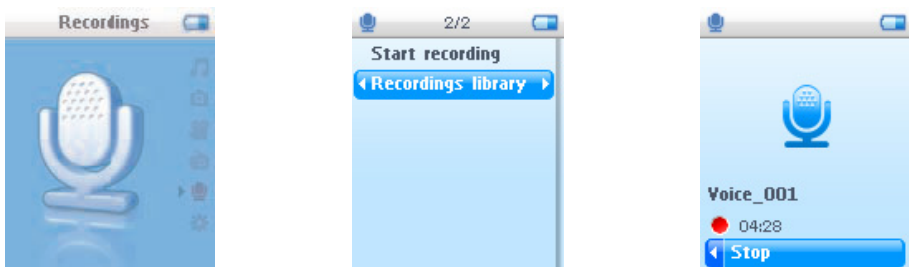 Recordings
2/2
Start recording
Recordings library
Voice_001
04:28
Stop